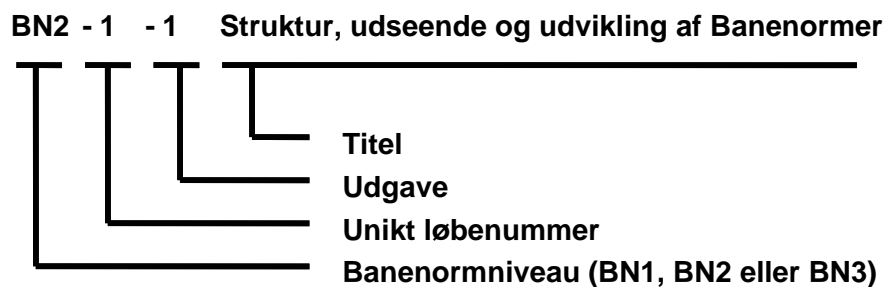 BN2 - 1 - 1 Struktur, udseende og udvikling af Banenormer
Titel
Udgave
Unikt løbenummer
Banenormniveau (BN1, BN2 eller BN3)